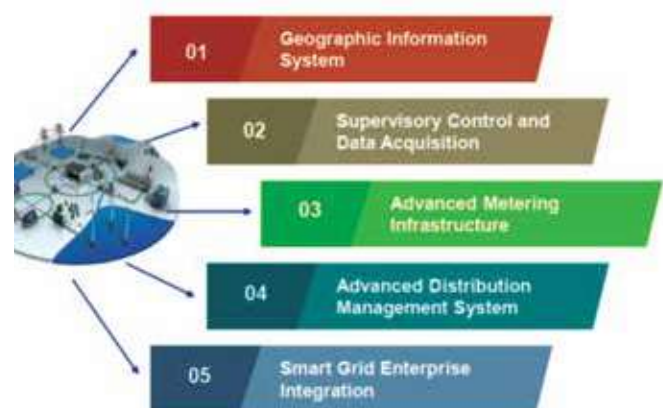 01
Geographic Information
System
02
Supervisory Control and
Data Acquisition
03
Advanced Metering
Infrastructure
04
Advanced Distribution
Management System
05
Smart Grid Enterprise
Integration